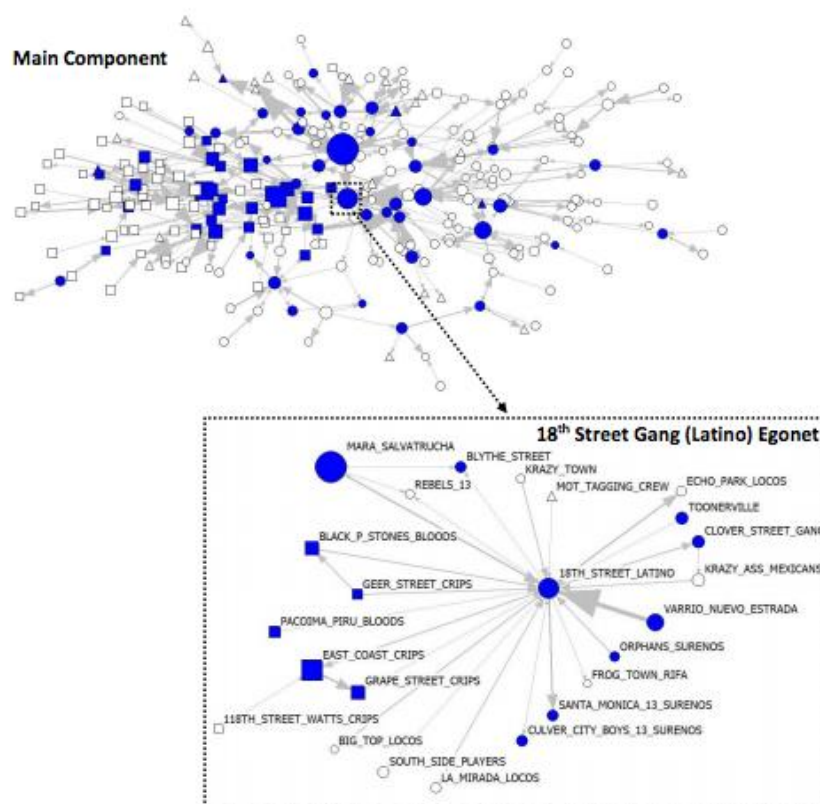 Main Component
18th Street Gang (Latino) Egonet
MARA_SALVATRUCHA
BLYTHE_STREET
KRAZY_TOWN
REBELS_13
MOT_TAGGING_CREW
ECHO_PARK_LOCOS
TOONERVILLE
BLACK_P_STONES_BLOODS
CLOVER_STREET_GANG
18TH_STREET_LATINO
KRAZY_ASS_MEXICANS
GEER_STREET_CRIPS
VARRIO_NUEVO_ESTRADA
PACOIMA_PIRU_BLOODS
ORPHANS_SURENOS
EAST_COAST_CRIPS
FROG_TOWN_RIFA
GRAPE_STREET_CRIPS
SANTA_MONICA_13_SURENOS
118TH_STREET_WATTS_CRIPS
CULVER_CITY_BOYS_13_SURENOS
BIG_TOP_LOCOS
SOUTH_SIDE_PLAYERS
LA_MIRADA_LOCOS